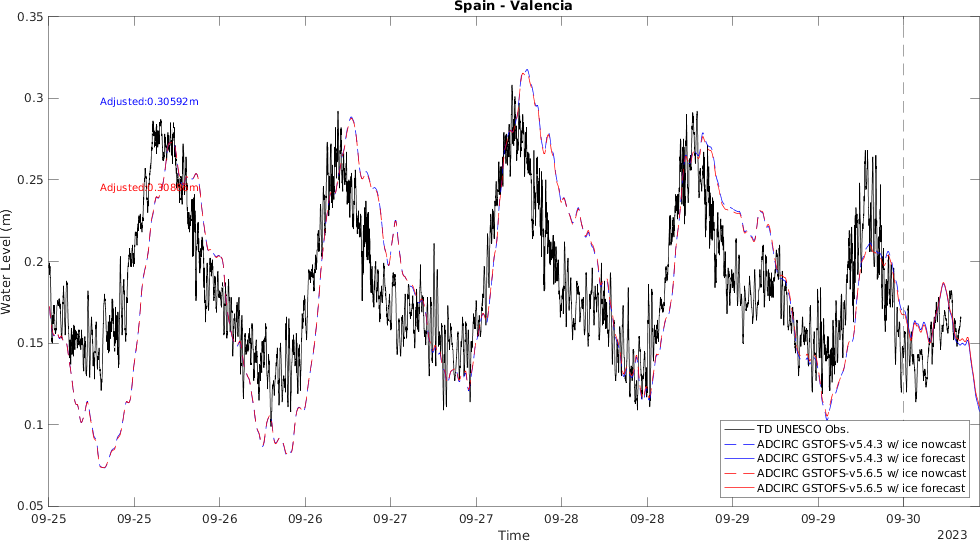 Spain - Valencia
0.35
0.3
0.25
0.2
0.15
0.1
0.05
Water Level (m)
Adjusted:0.30592m
TD UNESCO Obs.
ADCIRC GSTOFS-v5.4.3 w/ ice nowcast
ADCIRC GSTOFS-v5.4.3 w/ ice forecast
ADCIRC GSTOFS-v5.6.5 w/ ice nowcast
ADCIRC GSTOFS-v5.6.5 w/ ice forecast
09-25 09-25 09-26 09-26 09-27 09-27 09-28 09-28 09-29 09-29 09-30
Time
2023